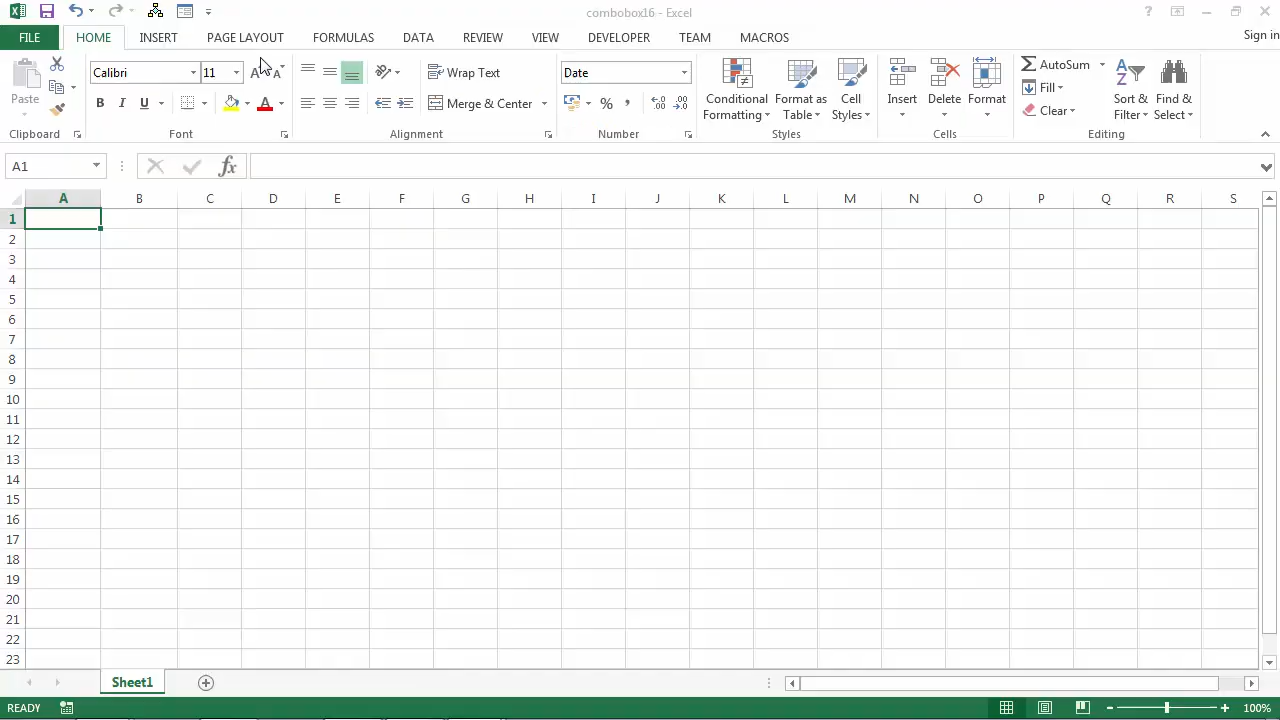 combobox16 - Excel
FILE HOME INSERT PAGE LAYOUT FORMULAS DATA REVIEW VIEW DEVELOPER TEAM MACROS Sign in
Paste
Clipboard
Calibri 11
B I U
Font
Wrap Text
Merge & Center
Alignment
Date
Number
Conditional Formatting
Format as Table
Cell Styles
Styles
Insert Delete Format
Cells
AutoSum
Fill
Clear
Sort & Filter
Find & Select
Editing
A1 fx
A B C D E F G H I J K L M N O P Q R S
1
2
3
4
5
6
7
8
9
10
11
12
13
14
15
16
17
18
19
20
21
22
23
Sheet1
READY 100%